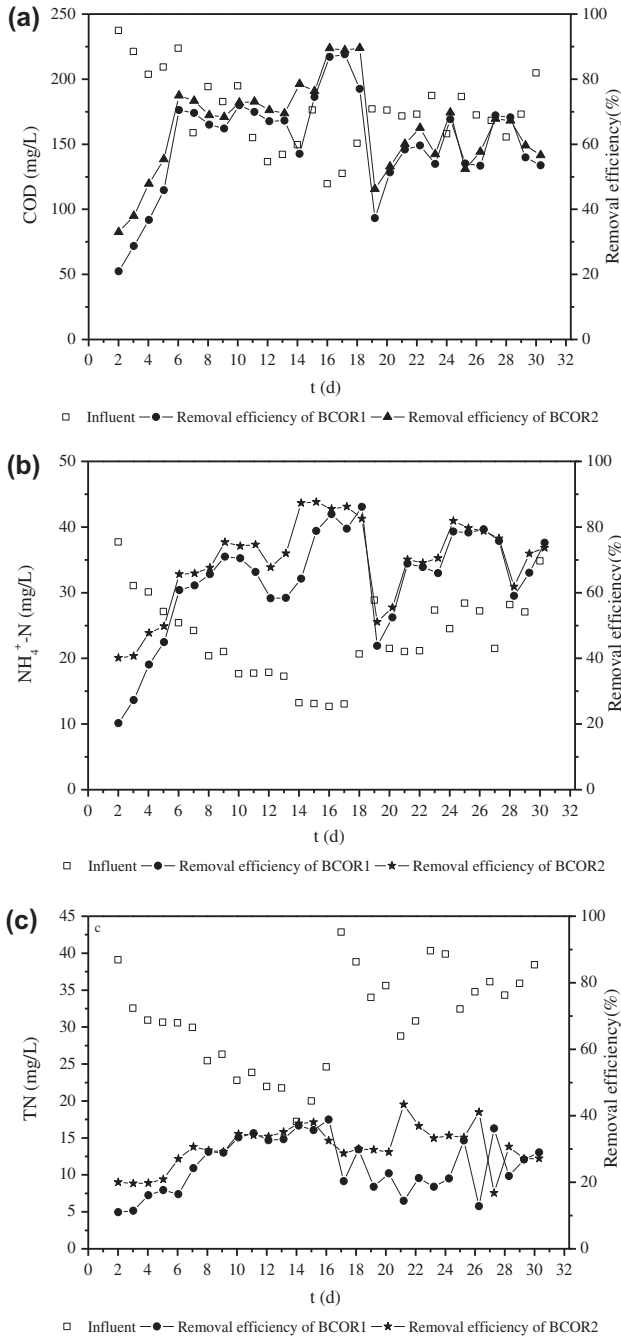 (a)
250
200
150
100
50
0
COD (mg/L)
100
80
60
40
20
0
Removal efficiency(%)
0 2 4 6 8 10 12 14 16 18 20 22 24 26 28 30 32
t (d)
Influent Removal efficiency of BCOR1 Removal efficiency of BCOR2
(b)
50
40
30
20
10
0
NH4+-N (mg/L)
100
80
60
40
20
0
Removal efficiency(%)
0 2 4 6 8 10 12 14 16 18 20 22 24 26 28 30 32
t (d)
Influent Removal efficiency of BCOR1 Removal efficiency of BCOR2
(c)
c
45
40
35
30
25
20
15
10
5
0
TN (mg/L)
100
80
60
40
20
0
Removal efficiency(%)
0 2 4 6 8 10 12 14 16 18 20 22 24 26 28 30 32
t (d)
Influent Removal efficiency of BCOR1 Removal efficiency of BCOR2